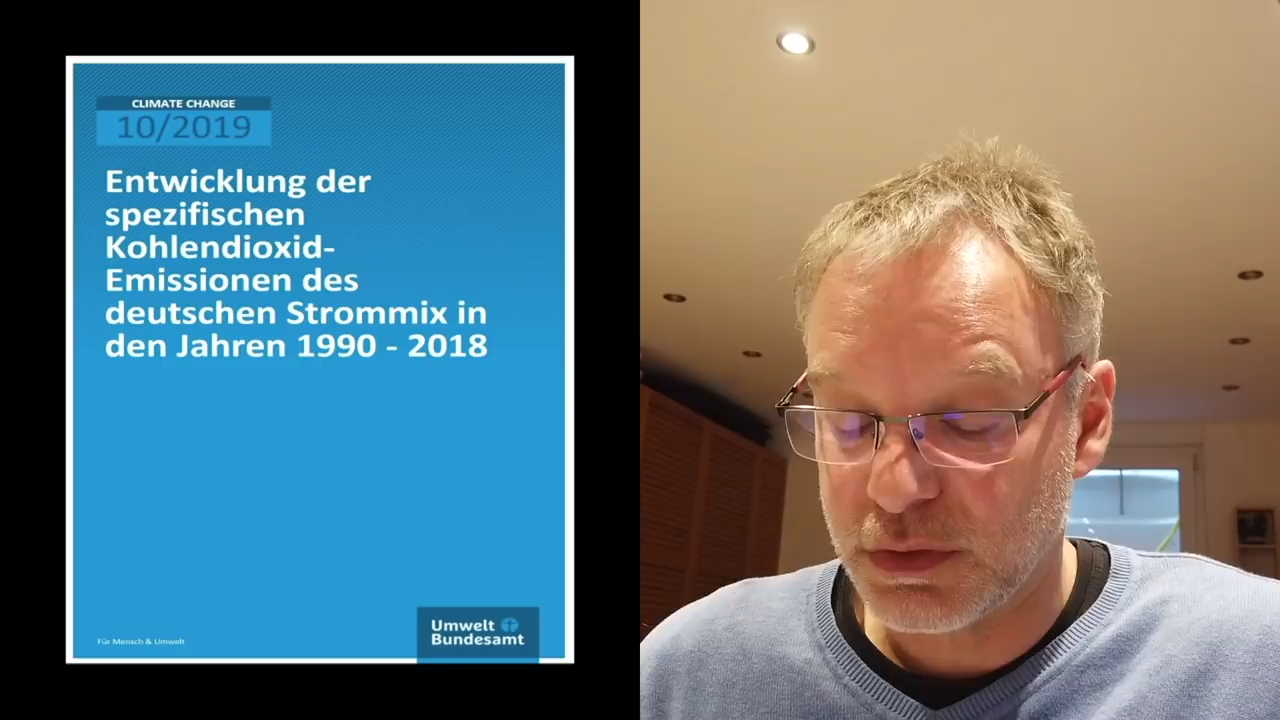 CLIMATE CHANGE
10/2019
Entwicklung der
spezifischen
Kohlendioxid-
Emissionen des
deutschen Strommix in
den Jahren 1990 - 2018
Für Mensch & Umwelt
Umwelt
Bundesamt